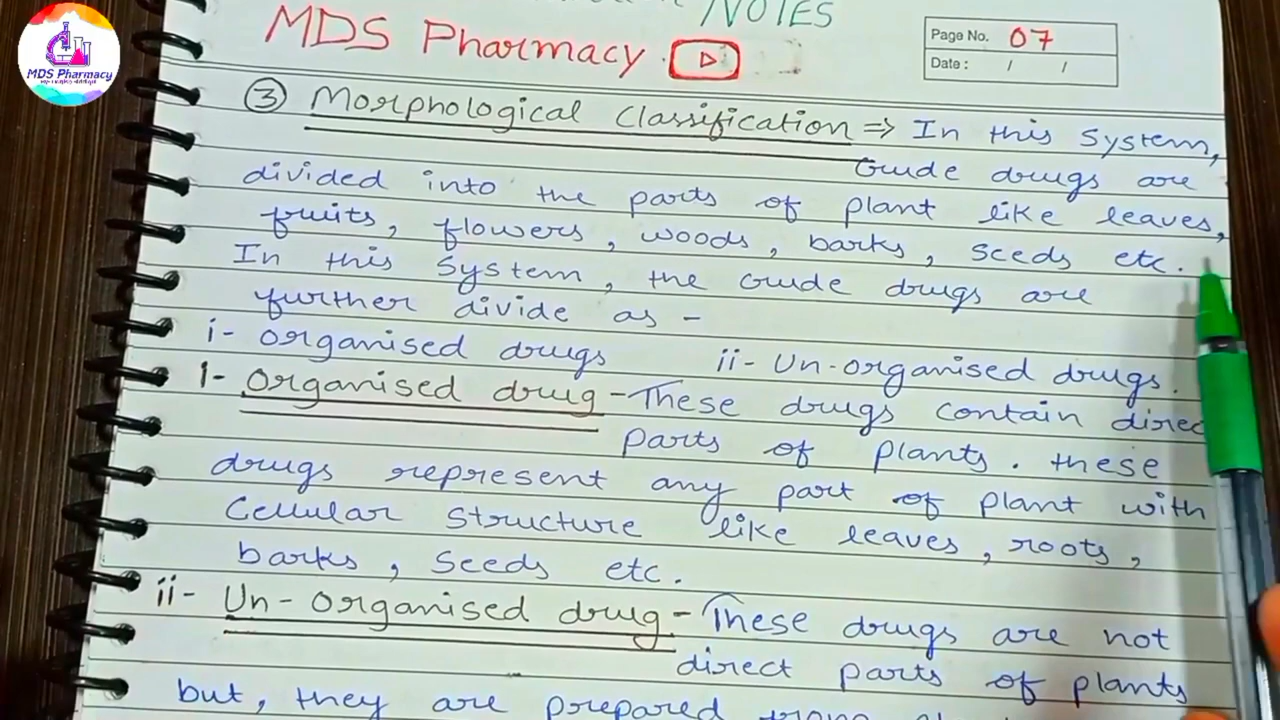 NOTES
MDS Pharmacy
Page No. 07
Date : / /
MDS Pharmacy
③ Morphological Classification ⇒ In this System,
Crude drugs are
divided into the parts of plant like leaves,
fruits, flowers, woods, barks, seeds etc.
In this System, the Crude drugs are
further divide as -
i- organised drugs ii- Un-organised drugs.
1- Organised drug - These drugs contain direc
parts of plants. these
drugs represent any part of plant with
Cellular structure like leaves, roots,
barks, seeds etc.
ii- Un-organised drug - These drugs are not
direct parts of plants
but, they are prepared from